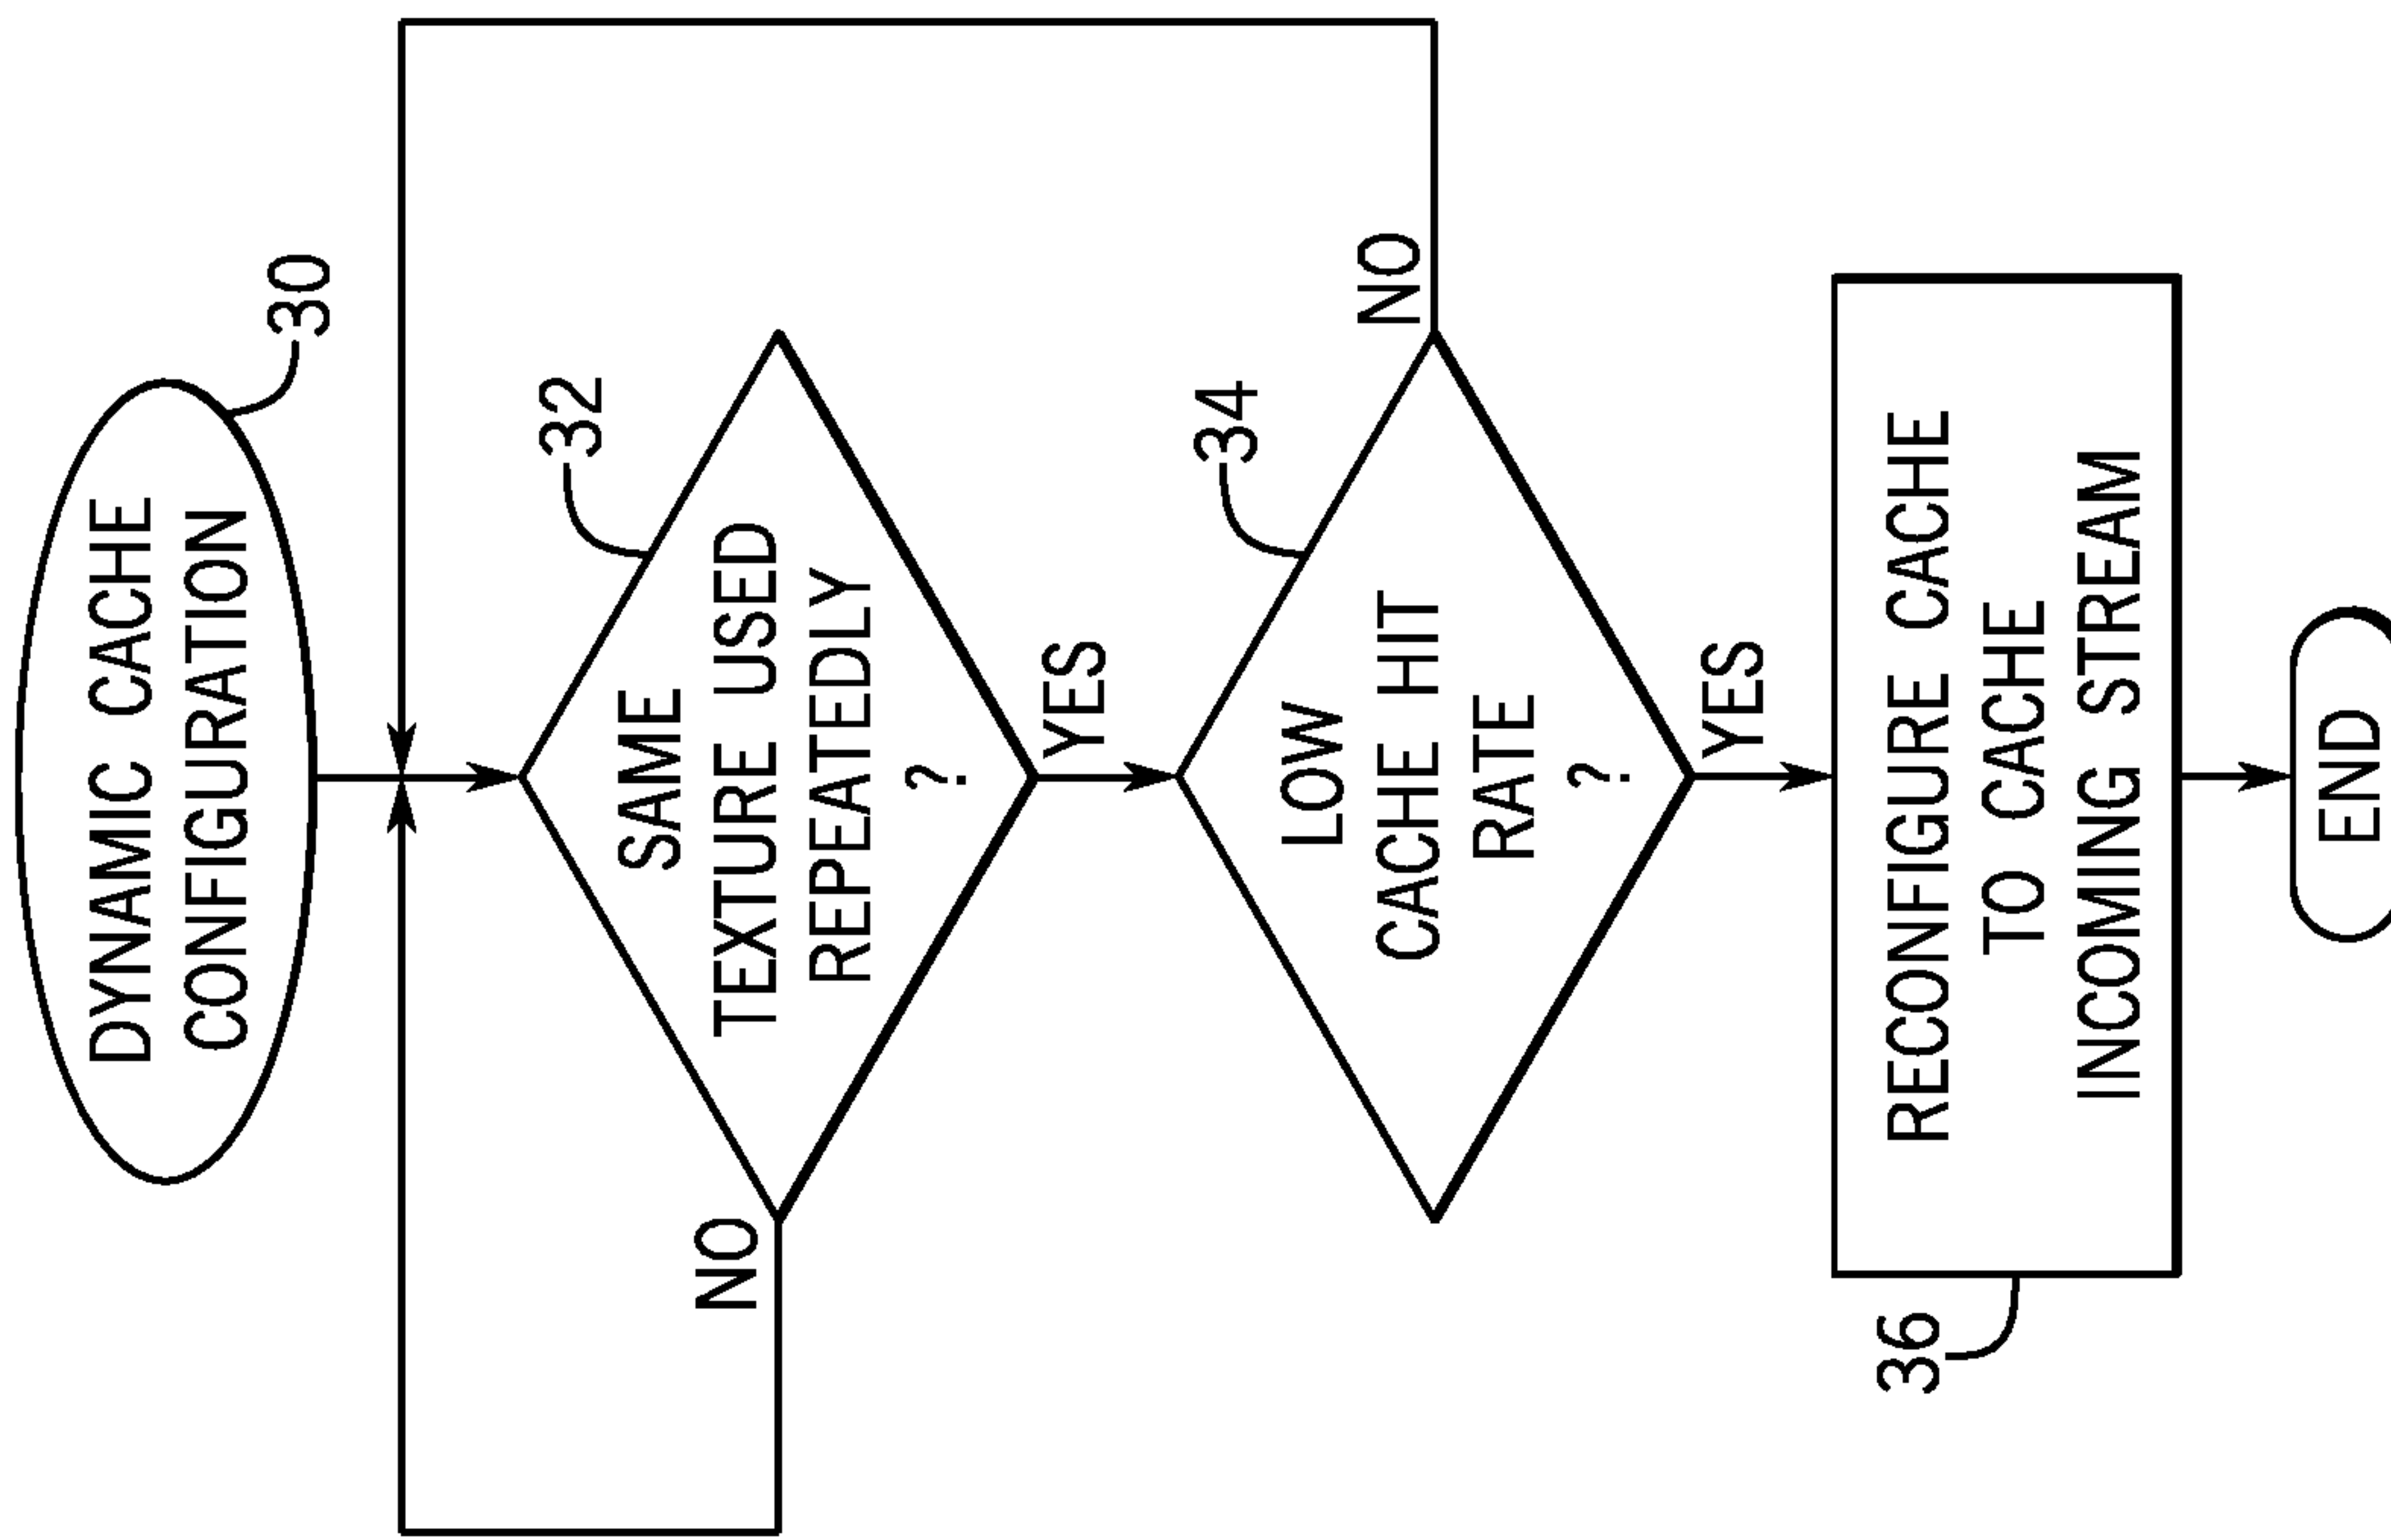 DYNAMIC CACHE
CONFIGURATION
30
SAME
TEXTURE USED
REPEATEDLY
?
32
NO
YES
LOW
CACHE HIT
RATE
?
34
NO
YES
RECONFIGURE CACHE
TO CACHE
INCOMING STREAM
36
END